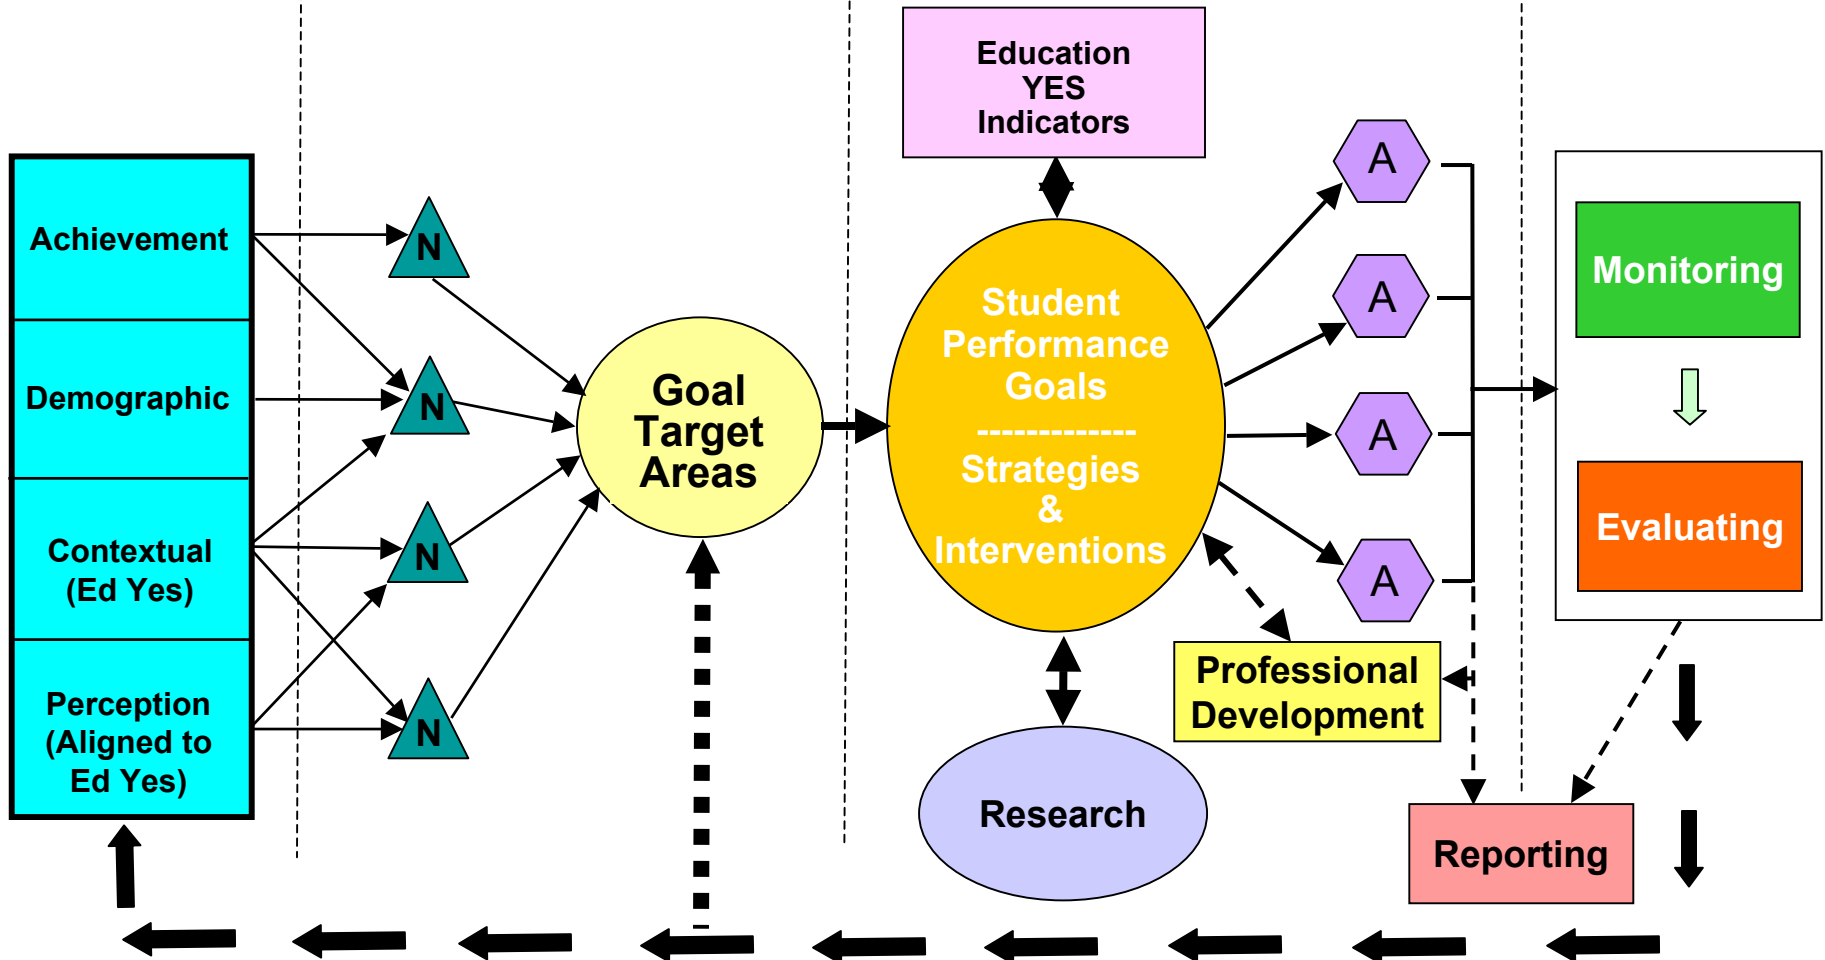 Achievement
Demographic
Contextual
(Ed Yes)
Perception
(Aligned to
Ed Yes)
N
N
N
N
Goal
Target
Areas
Education
YES
Indicators
Student
Performance
Goals
-------------
Strategies
&
Interventions
Research
A
A
A
A
Professional
Development
Monitoring
Evaluating
Reporting